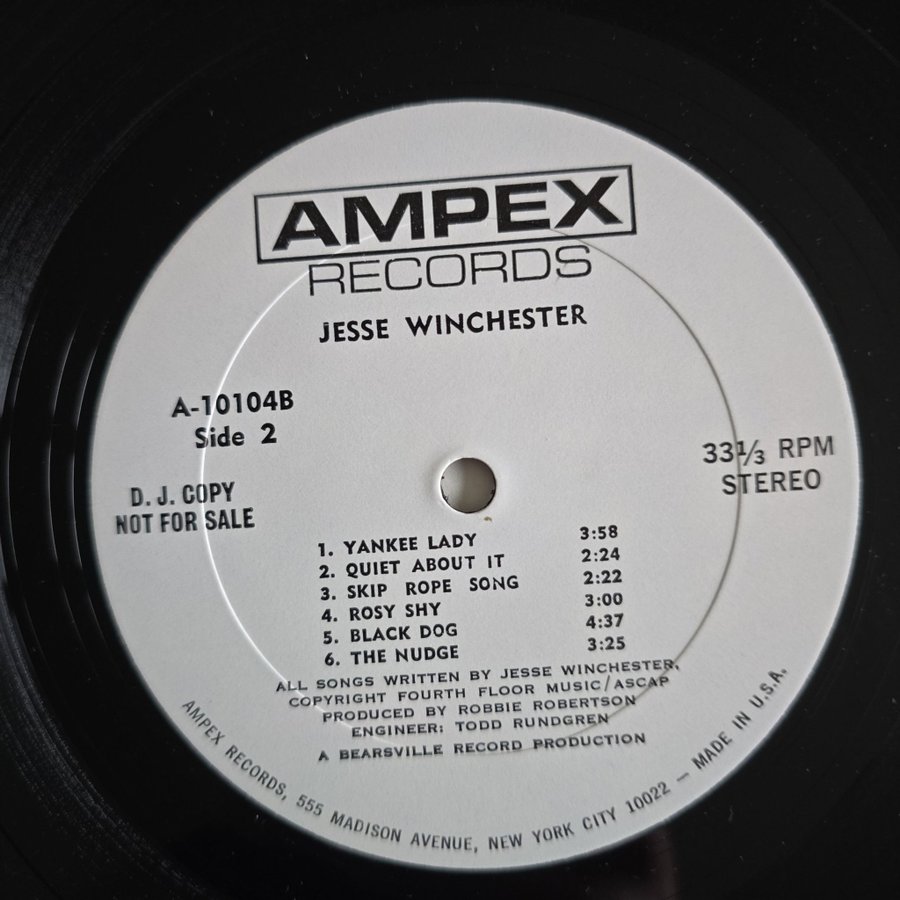 AMPEX
RECORDS
JESSE WINCHESTER
A-10104B
Side 2
D. J. COPY
NOT FOR SALE
33⅓ RPM
STEREO
1. YANKEE LADY 3:58
2. QUIET ABOUT IT 2:24
3. SKIP ROPE SONG 2:22
4. ROSY SHY 3:00
5. BLACK DOG 4:37
6. THE NUDGE 3:25
ALL SONGS WRITTEN BY JESSE WINCHESTER,
COPYRIGHT FOURTH FLOOR MUSIC/ASCAP
PRODUCED BY ROBBIE ROBERTSON
ENGINEER: TODD RUNDGREN
A BEARSVILLE RECORD PRODUCTION
AMPEX RECORDS, 555 MADISON AVENUE, NEW YORK CITY 10022 — MADE IN U.S.A.